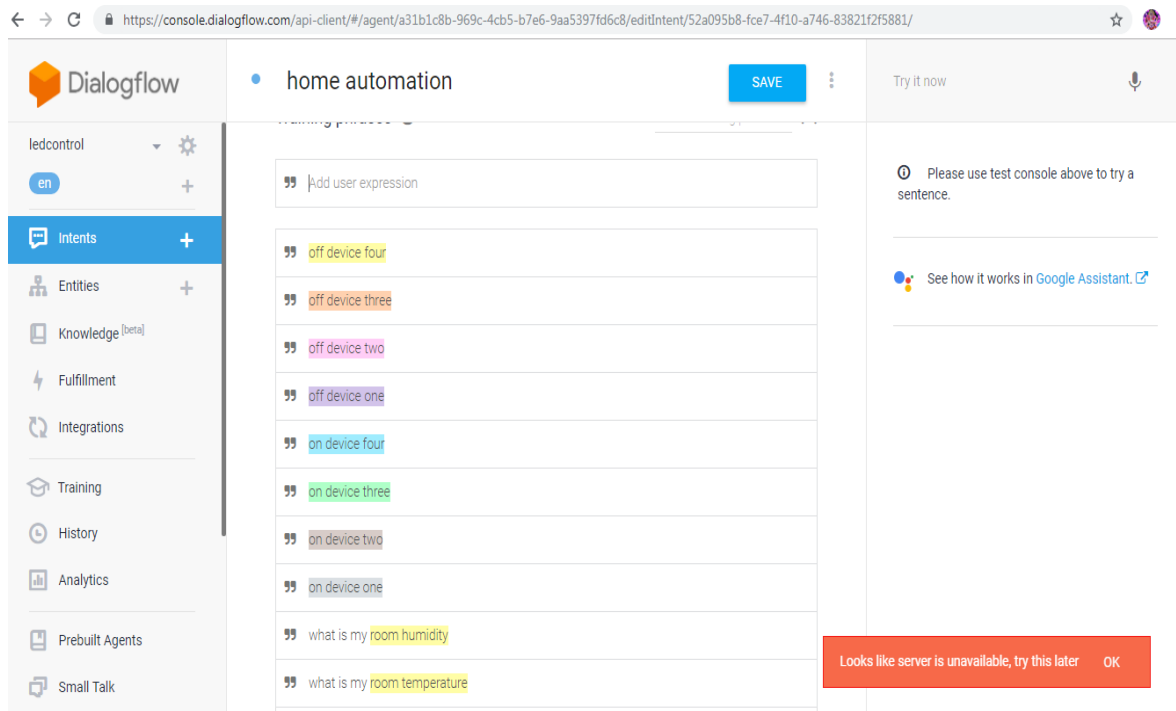 https://console.dialogflow.com/api-client/#/agent/a31b1c8b-969c-4cb5-b7e6-9aa5397fd6c8/editIntent/52a095b8-fce7-4f10-a746-83821f2f5881/
Dialogflow
home automation
SAVE
Try it now
ledcontrol
en
Intents
Entities
Knowledge [beta]
Fulfillment
Integrations
Training
History
Analytics
Prebuilt Agents
Small Talk
Training phrases
Add user expression
off device four
off device three
off device two
off device one
on device four
on device three
on device two
on device one
what is my room humidity
what is my room temperature
Please use test console above to try a
sentence.
See how it works in Google Assistant.
Looks like server is unavailable, try this later OK